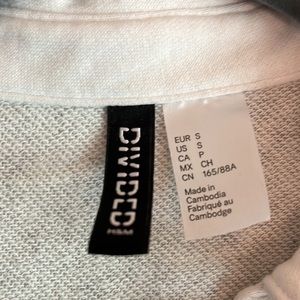 DIVIDED
H&M
EUR S
US S
CA P
MX CH
CN 165/88A
Made in
Cambodia
Fabriqué au
Cambodge